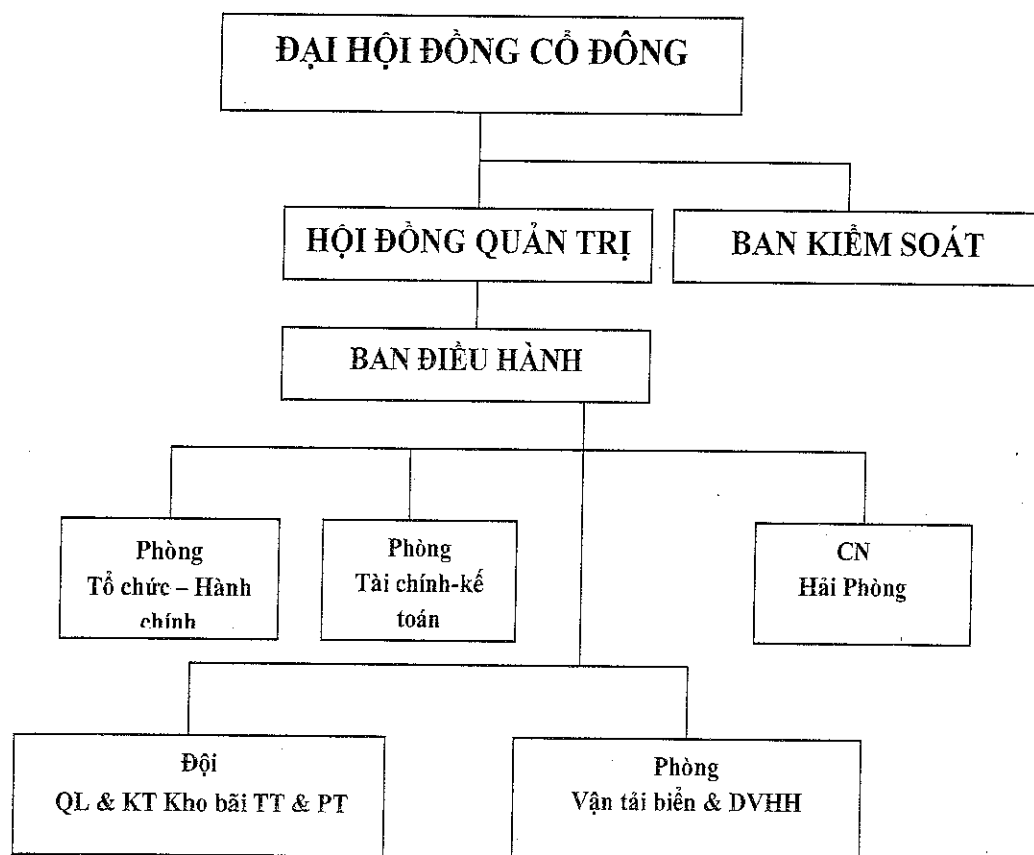 ĐẠI HỘI ĐỒNG CỔ ĐÔNG
HỘI ĐỒNG QUẢN TRỊ
BAN KIỂM SOÁT
BAN ĐIỀU HÀNH
Phòng
Tổ chức – Hành
chính
Phòng
Tài chính-kế
toán
CN
Hải Phòng
Đội
QL & KT Kho bãi TT & PT
Phòng
Vận tải biển & DVHH